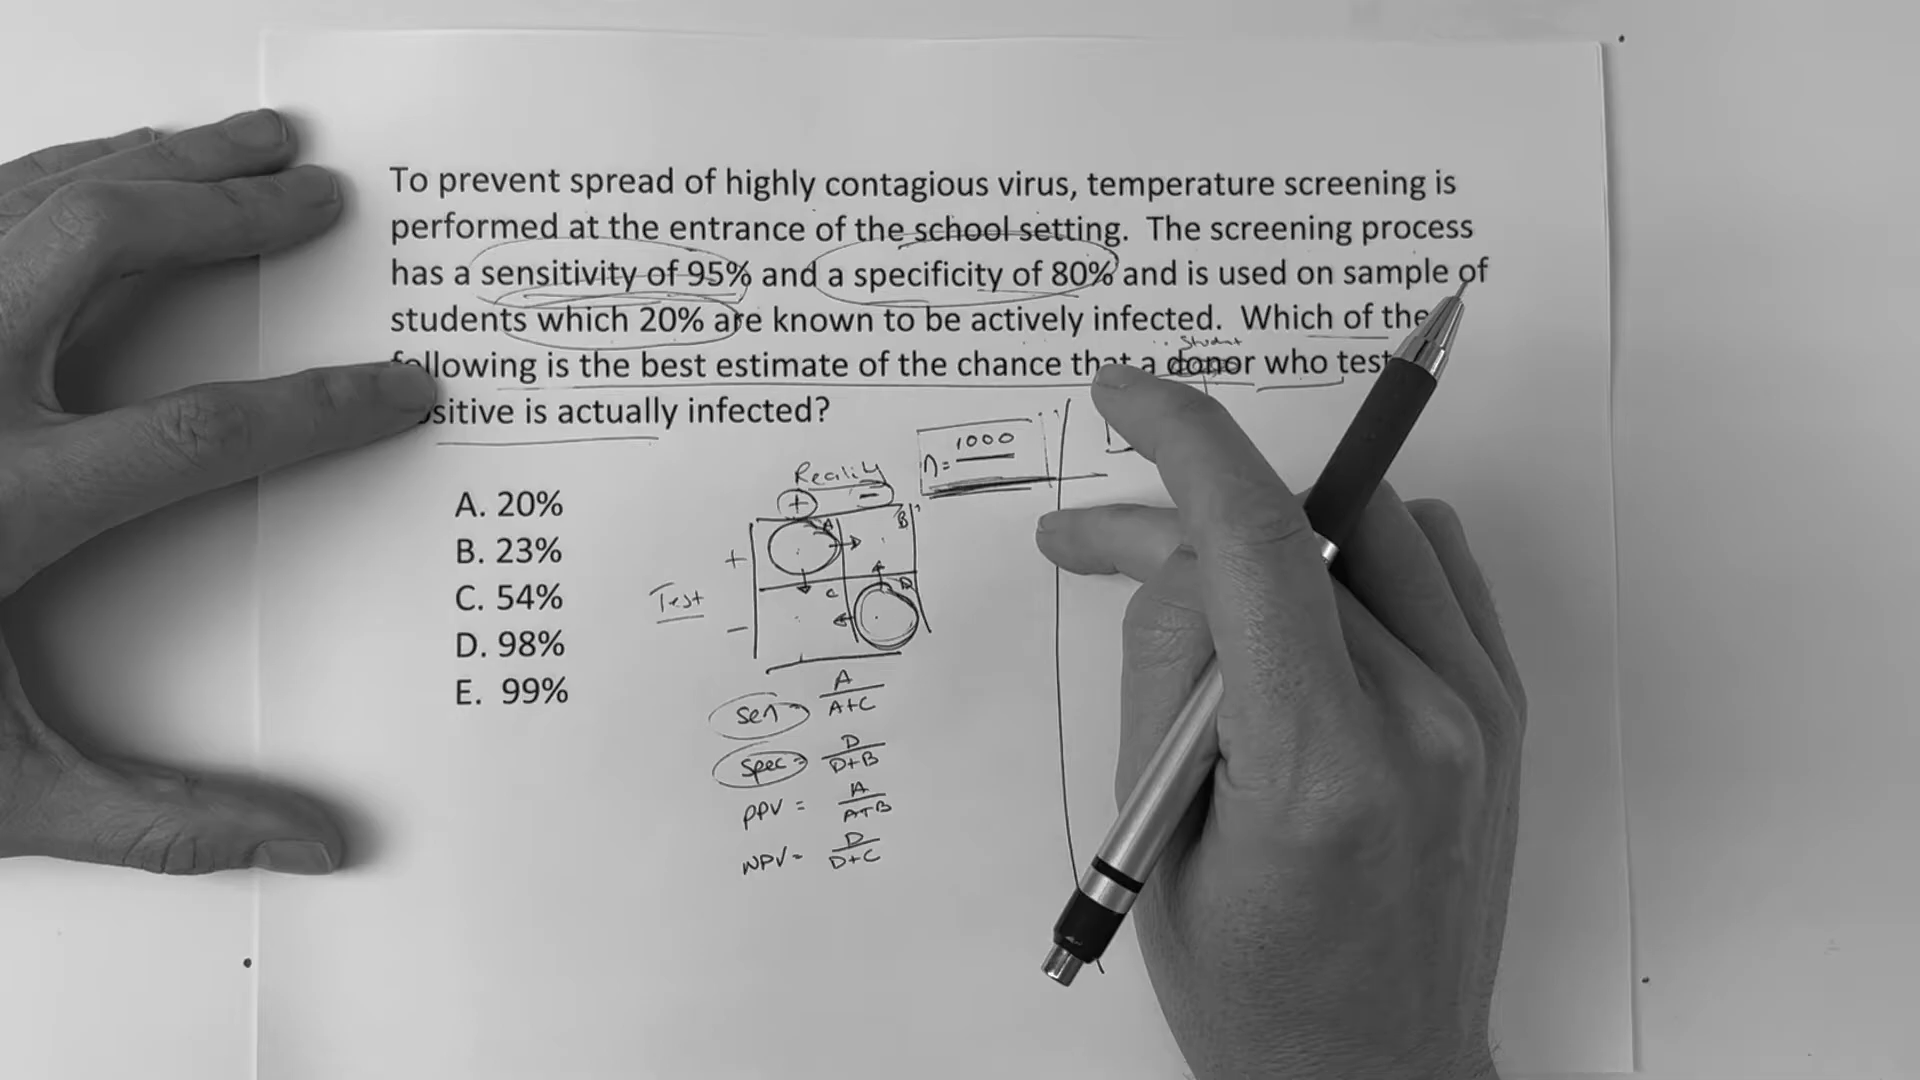 To prevent spread of highly contagious virus, temperature screening is
performed at the entrance of the school setting. The screening process
has a sensitivity of 95% and a specificity of 80% and is used on sample of
students which 20% are known to be actively infected. Which of the
following is the best estimate of the chance that a donor who test
Student
sitive is actually infected?
A. 20%
B. 23%
C. 54%
D. 98%
E. 99%
n= 1000
Reality
+ -
A B
+
Test
C D
-
Sen = A/A+C
Spec = D/D+B
PPV = A/A+B
NPV = D/D+C